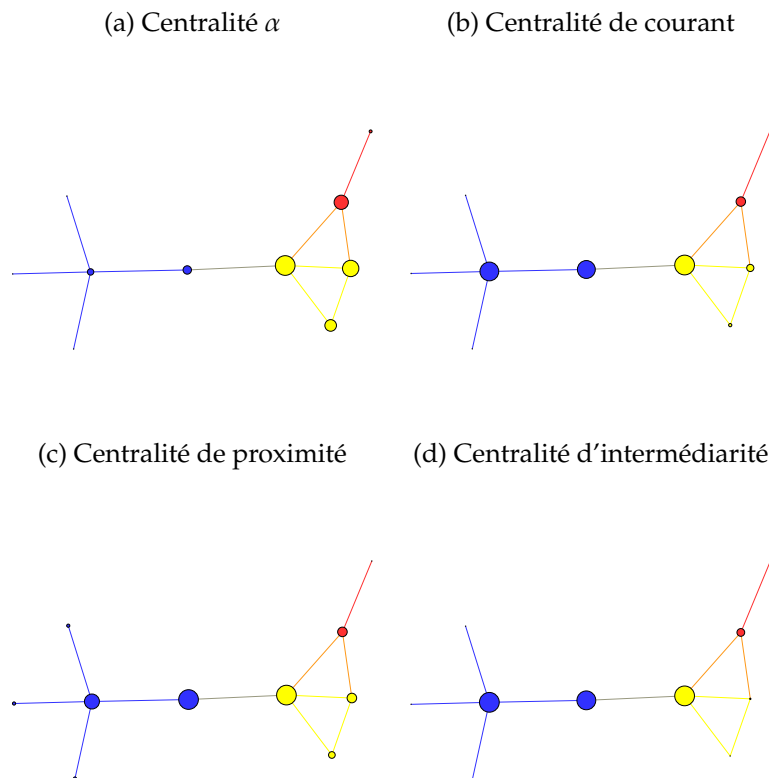 (a) Centralité α
(b) Centralité de courant
(c) Centralité de proximité
(d) Centralité d'intermédiarité